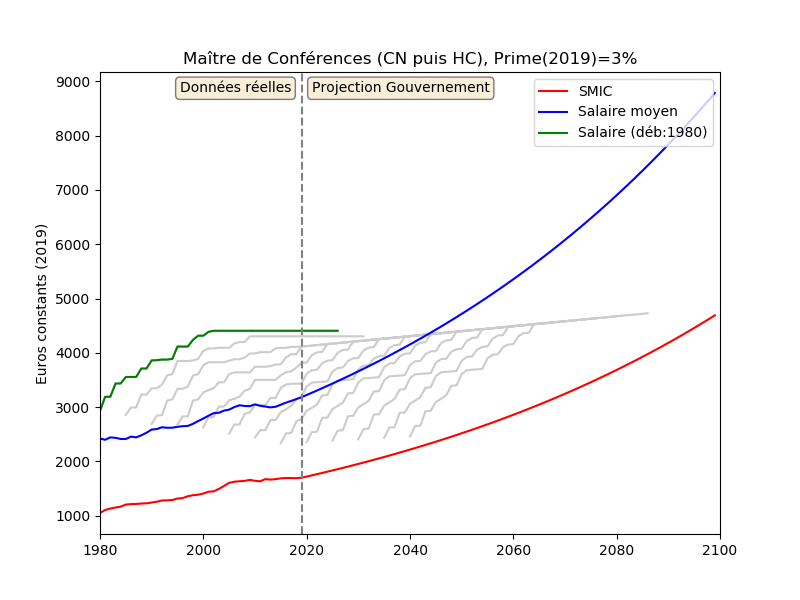 Maître de Conférences (CN puis HC), Prime(2019)=3%
Données réelles
Projection Gouvernement
SMIC
Salaire moyen
Salaire (déb:1980)
Euros constants (2019)
9000
8000
7000
6000
5000
4000
3000
2000
1000
1980
2000
2020
2040
2060
2080
2100